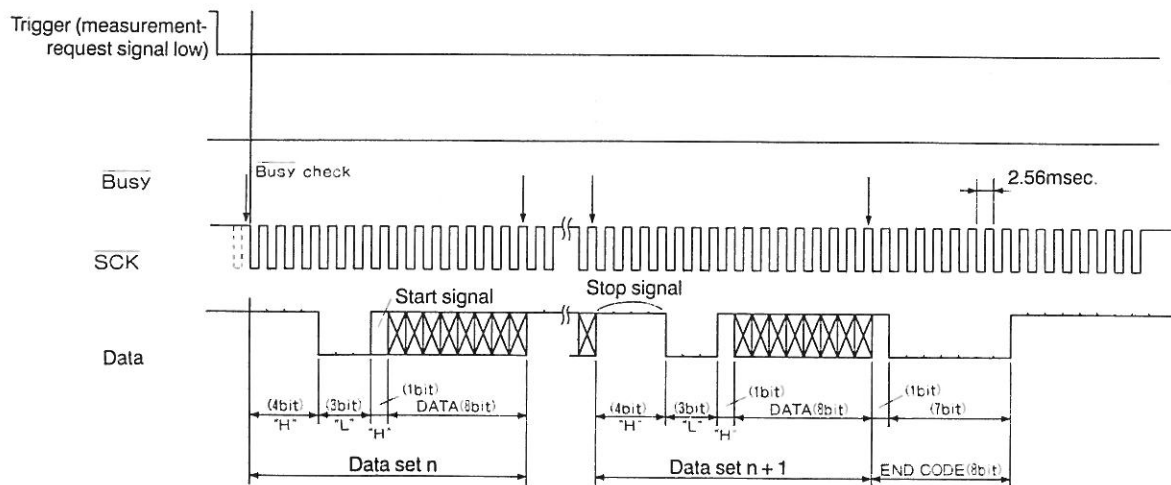 Trigger (measurement-
request signal low)
Busy
Busy check
2.56msec.
SCK
Start signal
Stop signal
Data
(1bit)
(1bit)
(1bit)
(4bit)
(3bit)
DATA(8bit)
(4bit)
(3bit)
DATA(8bit)
(7bit)
"H"
"L"
"H"
"H"
"L"
"H"
Data set n
Data set n + 1
END CODE(8bit)